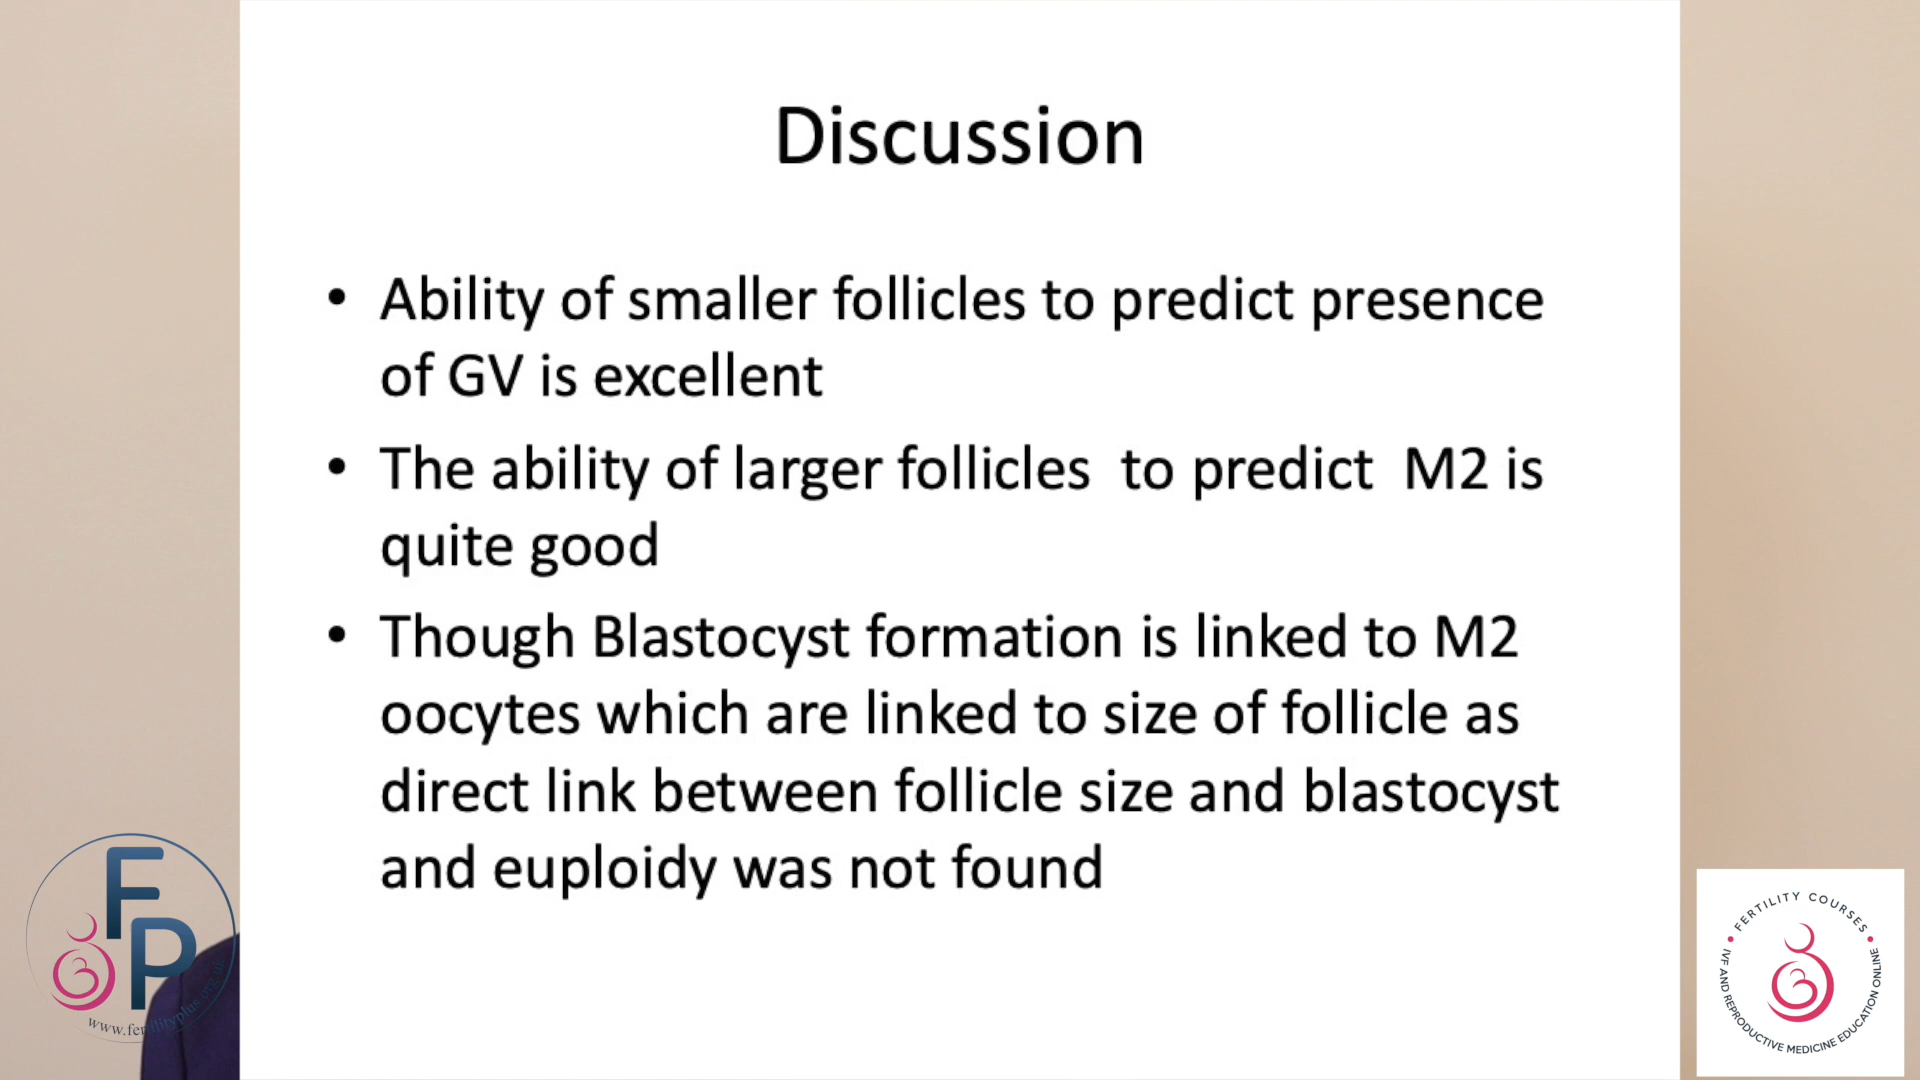 Discussion
• Ability of smaller follicles to predict presence
of GV is excellent
• The ability of larger follicles to predict M2 is
quite good
• Though Blastocyst formation is linked to M2
oocytes which are linked to size of follicle as
direct link between follicle size and blastocyst
and euploidy was not found
FP
www.fertilityplus.org.uk
FERTILITY COURSES
IVF AND REPRODUCTIVE MEDICINE EDUCATION ONLINE